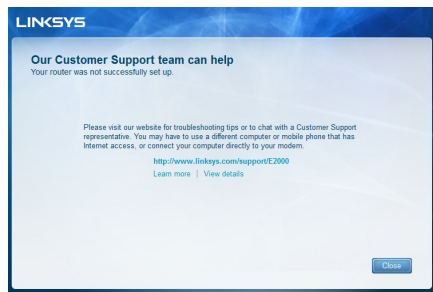 LINKSYS
Our Customer Support team can help
Your router was not successfully set up.
Please visit our website for troubleshooting tips or to chat with a Customer Support
representative. You may have to use a different computer or mobile phone that has
Internet access, or connect your computer directly to your modem.
http://www.linksys.com/support/E2000
Learn more | View details
Close